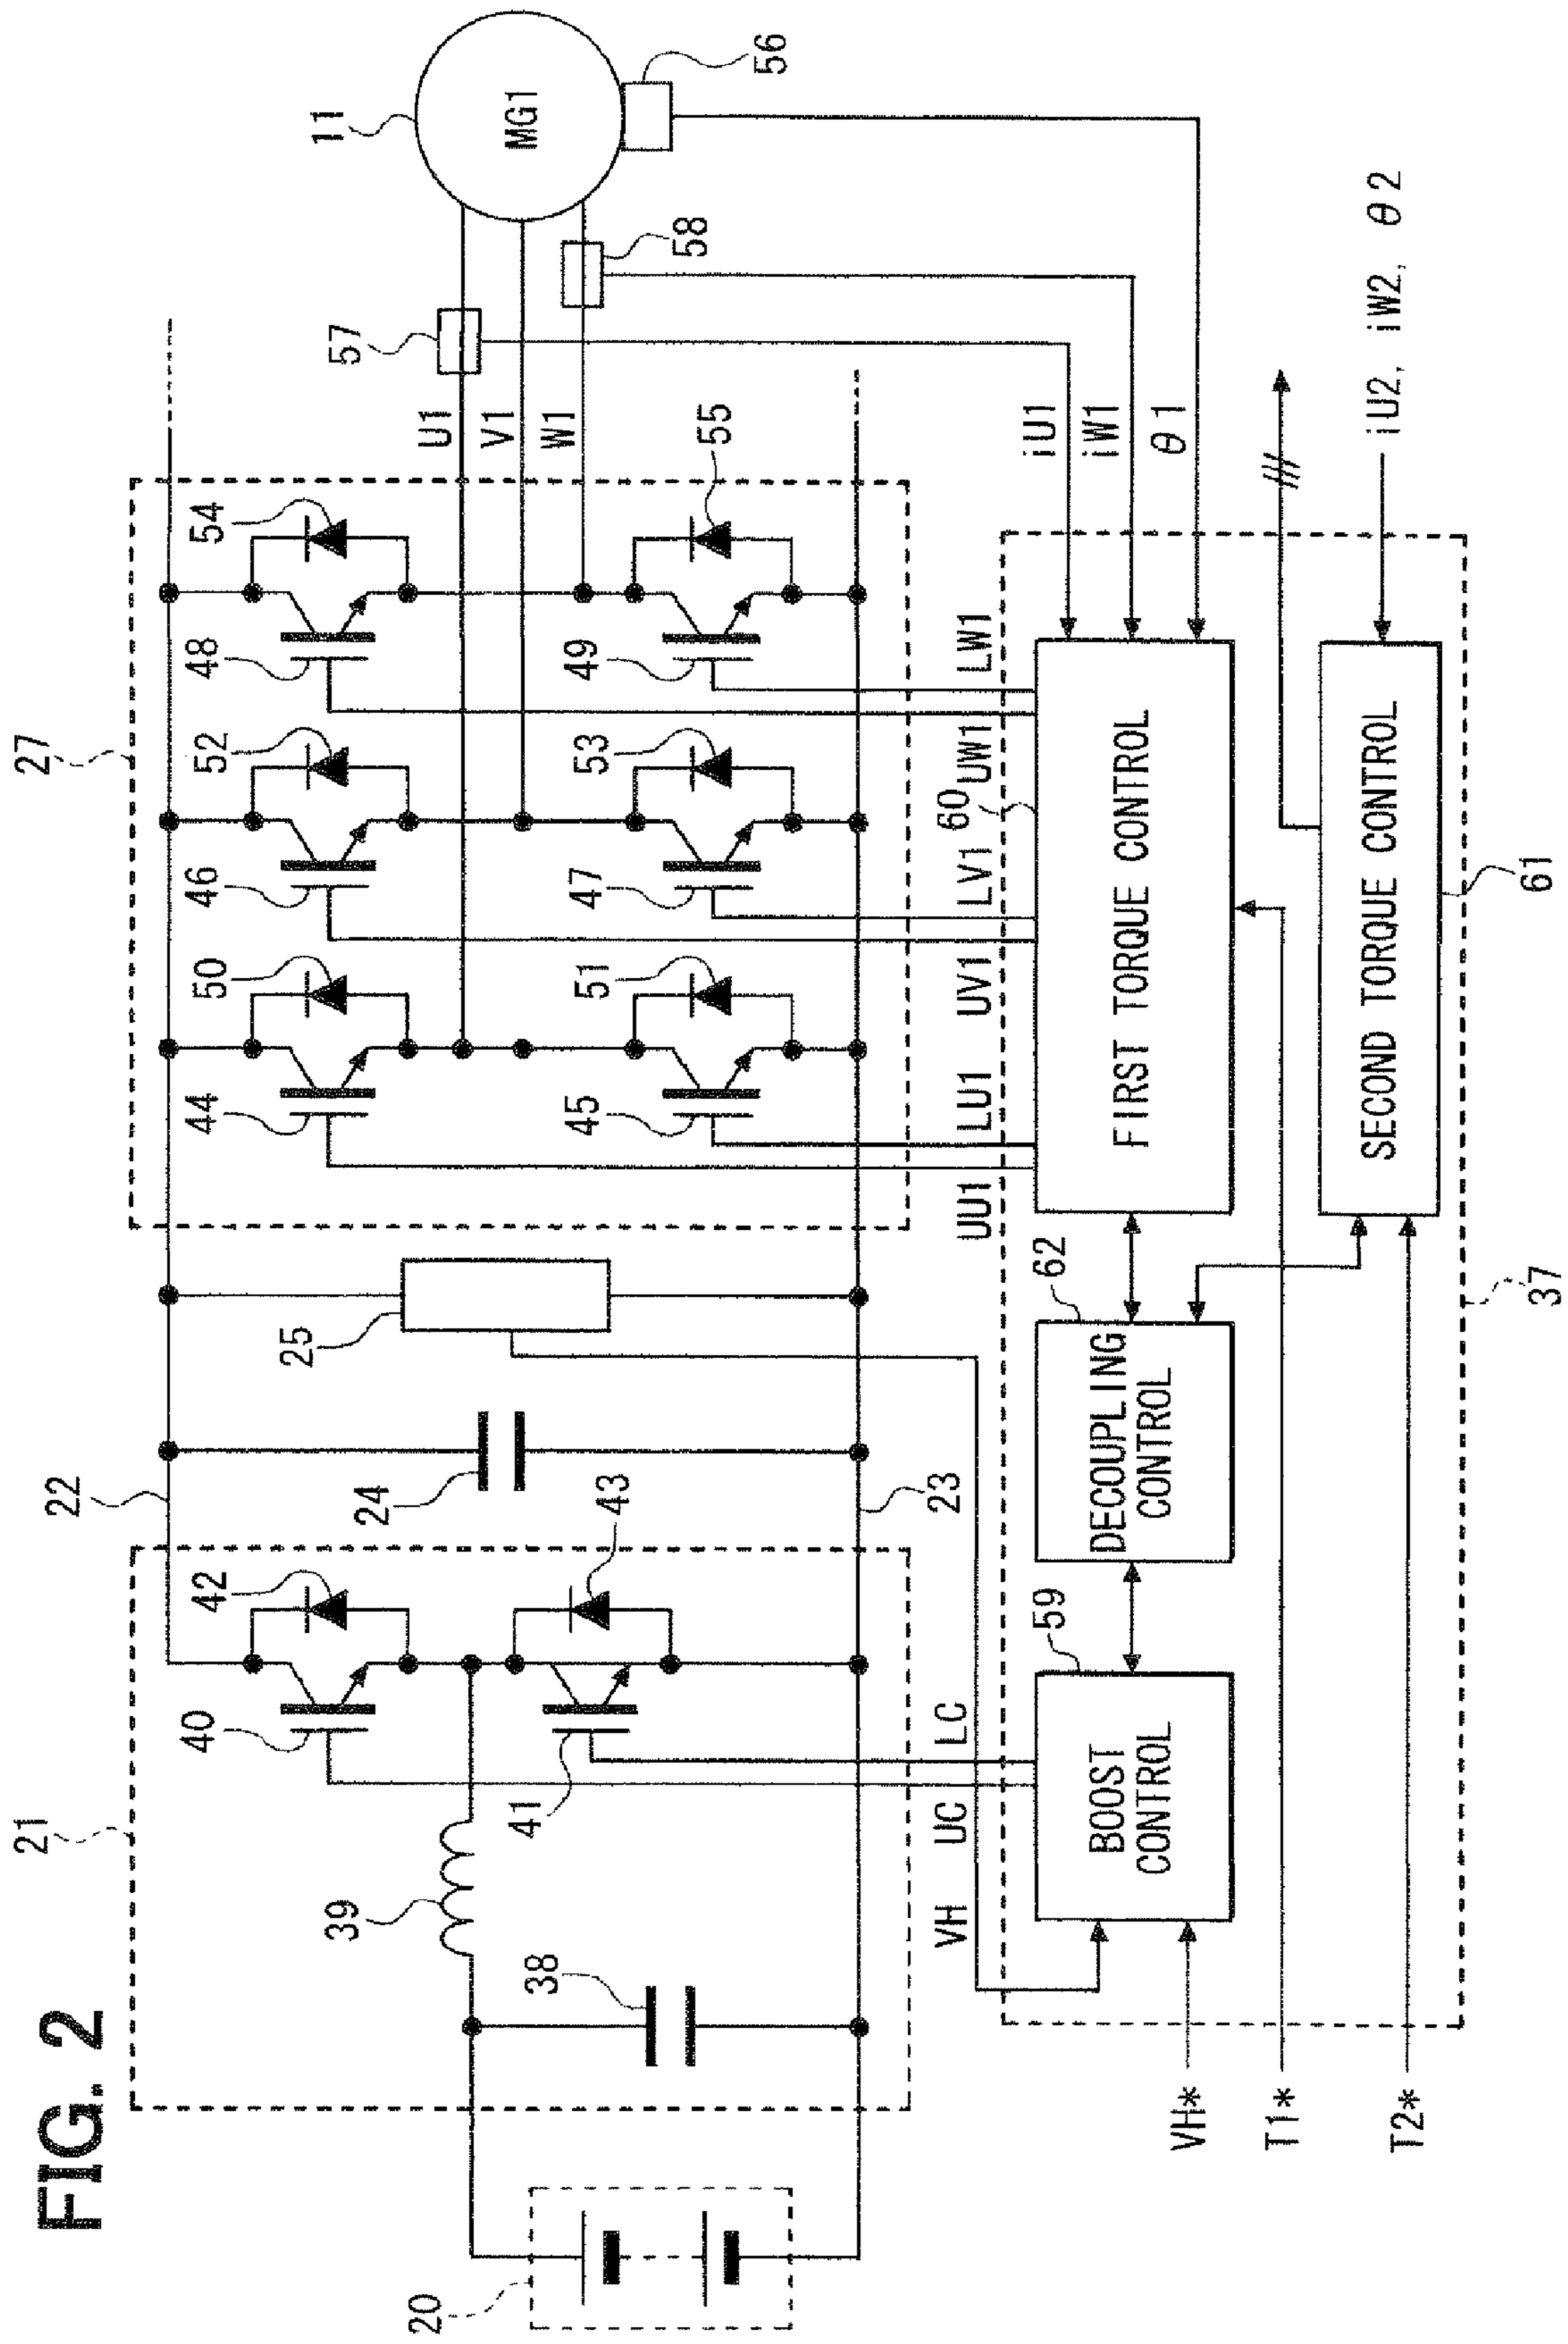 FIG. 2
21
22
27
11
MG1
56
20
38
39
40
41
42
43
24
25
23
44
45
46
47
48
49
50
51
52
53
54
55
57
58
U1
V1
W1
VH
UC
LC
UU1
LU1
UV1
LV1
UW1
LW1
iU1
iW1
θ1
59
BOOST
CONTROL
62
DECOUPLING
CONTROL
60
FIRST TORQUE CONTROL
SECOND TORQUE CONTROL
61
37
VH*
T1*
T2*
iU2, iW2, θ2